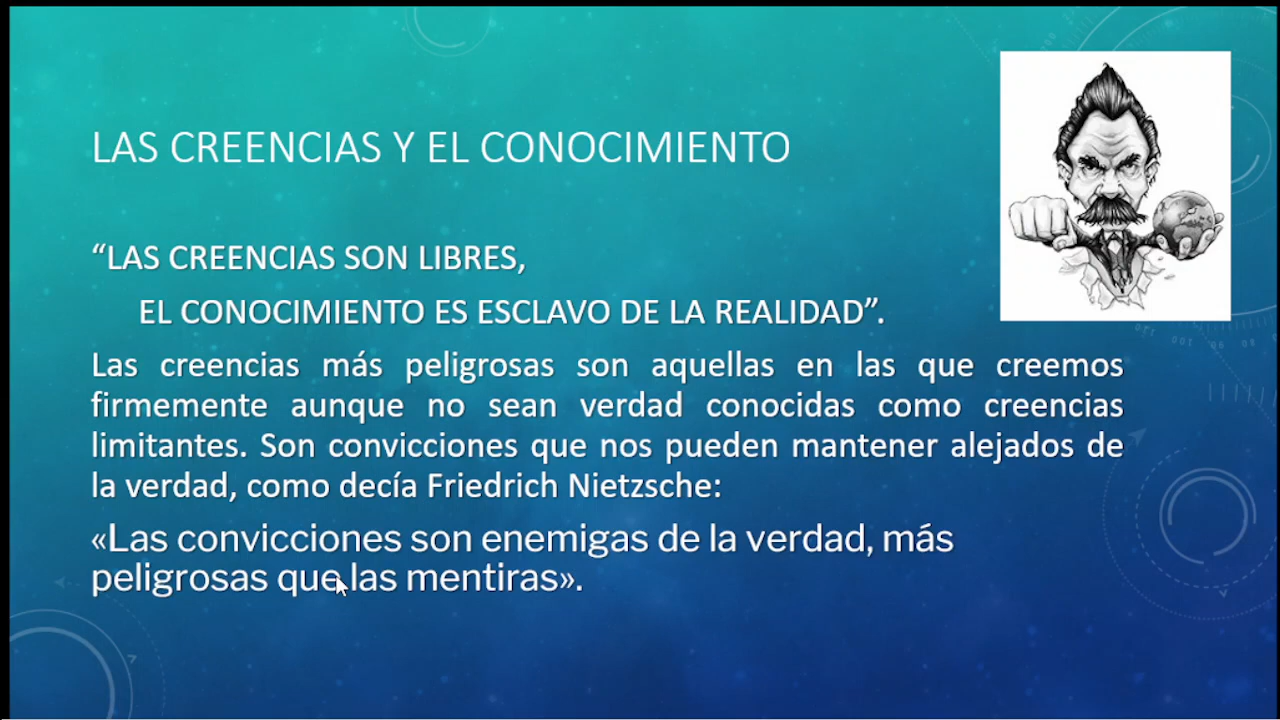 LAS CREENCIAS Y EL CONOCIMIENTO
“LAS CREENCIAS SON LIBRES,
EL CONOCIMIENTO ES ESCLAVO DE LA REALIDAD”.
Las creencias más peligrosas son aquellas en las que creemos
firmemente aunque no sean verdad conocidas como creencias
limitantes. Son convicciones que nos pueden mantener alejados de
la verdad, como decía Friedrich Nietzsche:
«Las convicciones son enemigas de la verdad, más
peligrosas que las mentiras».